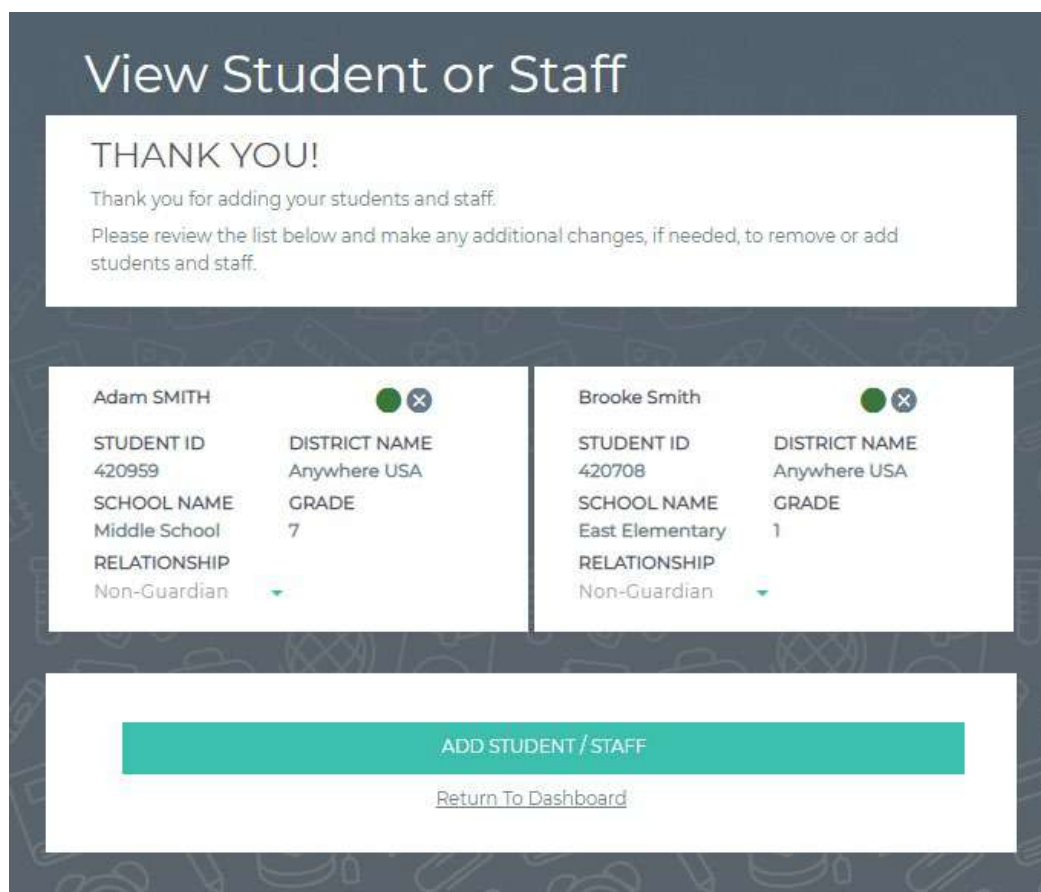 View Student or Staff
THANK YOU!
Thank you for adding your students and staff.
Please review the list below and make any additional changes, if needed, to remove or add
students and staff.
Adam SMITH
STUDENT ID DISTRICT NAME
420959 Anywhere USA
SCHOOL NAME GRADE
Middle School 7
RELATIONSHIP
Non-Guardian
Brooke Smith
STUDENT ID DISTRICT NAME
420708 Anywhere USA
SCHOOL NAME GRADE
East Elementary 1
RELATIONSHIP
Non-Guardian
ADD STUDENT / STAFF
Return To Dashboard